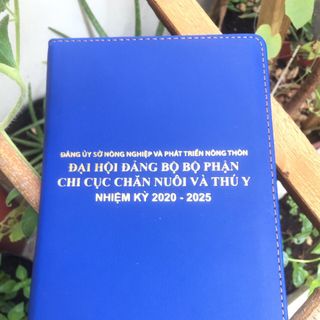 ĐẢNG ỦY SỞ NÔNG NGHIỆP VÀ PHÁT TRIỂN NÔNG THÔN
ĐẠI HỘI ĐẢNG BỘ BỘ PHẬN
CHI CỤC CHĂN NUÔI VÀ THÚ Y
NHIỆM KỲ 2020 - 2025